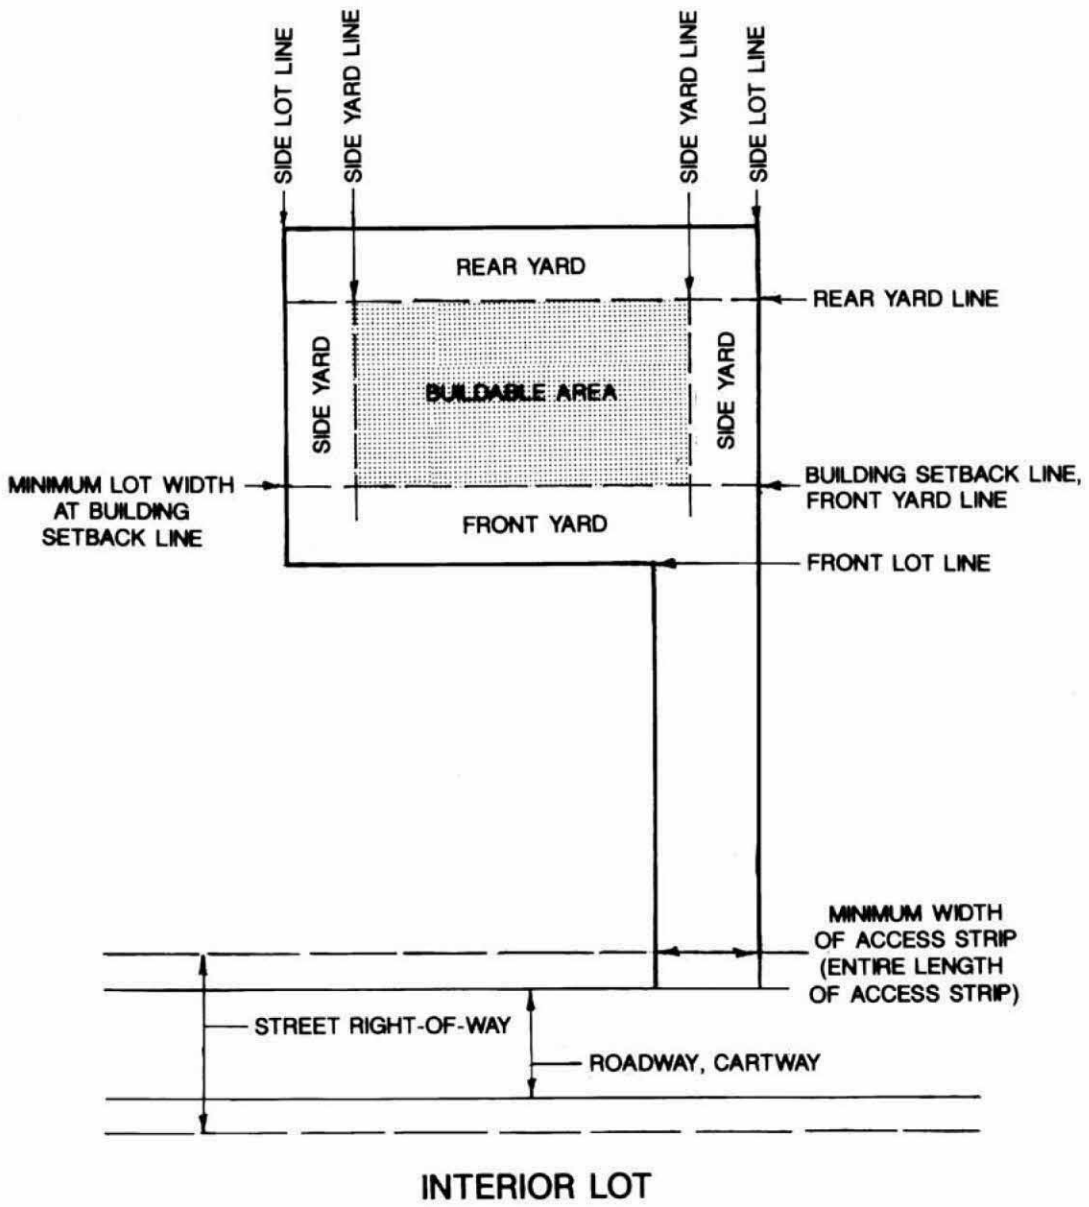 SIDE LOT LINE
SIDE YARD LINE
SIDE YARD LINE
SIDE LOT LINE
REAR YARD
REAR YARD LINE
SIDE YARD
BUILDABLE AREA
SIDE YARD
MINIMUM LOT WIDTH
AT BUILDING
SETBACK LINE
BUILDING SETBACK LINE,
FRONT YARD LINE
FRONT YARD
FRONT LOT LINE
MINIMUM WIDTH
OF ACCESS STRIP
(ENTIRE LENGTH
OF ACCESS STRIP)
STREET RIGHT-OF-WAY
ROADWAY, CARTWAY
INTERIOR LOT